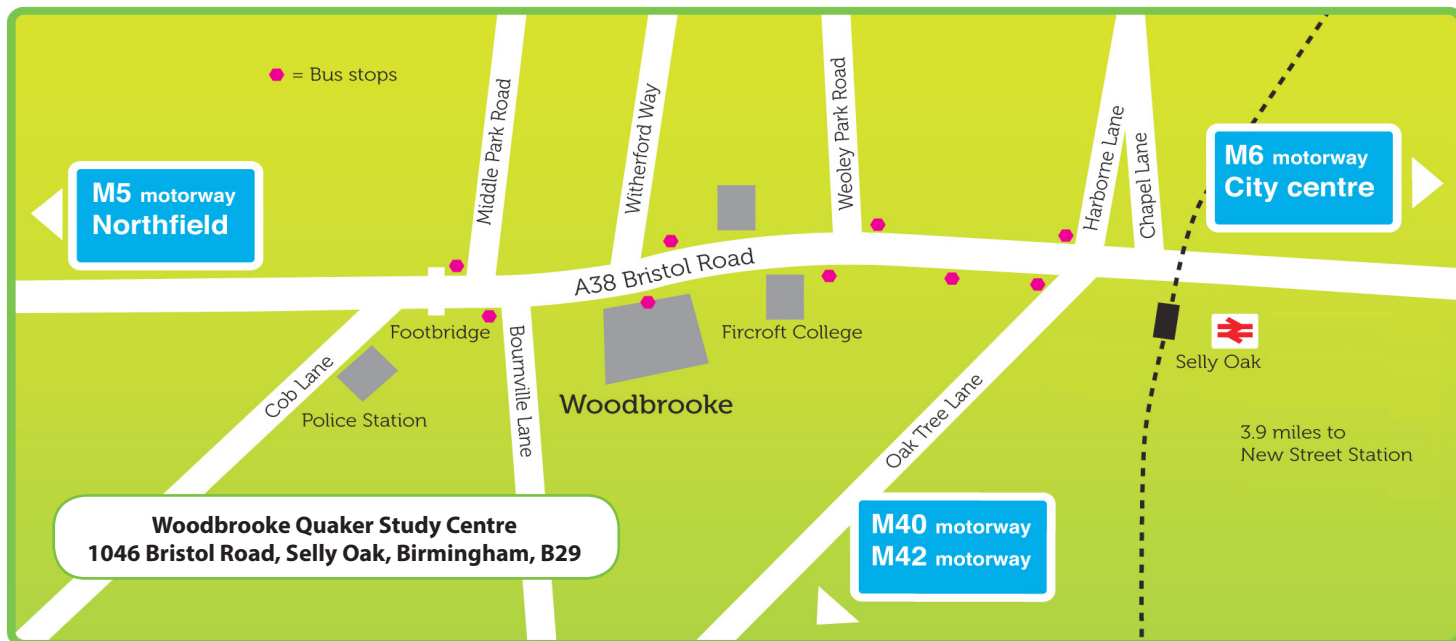 = Bus stops
Middle Park Road
Witherford Way
Weoley Park Road
Harborne Lane
Chapel Lane
M5 motorway
Northfield
M6 motorway
City centre
A38 Bristol Road
Footbridge
Fircroft College
Selly Oak
Cob Lane
Police Station
Bournville Lane
Woodbrooke
Oak Tree Lane
3.9 miles to
New Street Station
Woodbrooke Quaker Study Centre
1046 Bristol Road, Selly Oak, Birmingham, B29
M40 motorway
M42 motorway